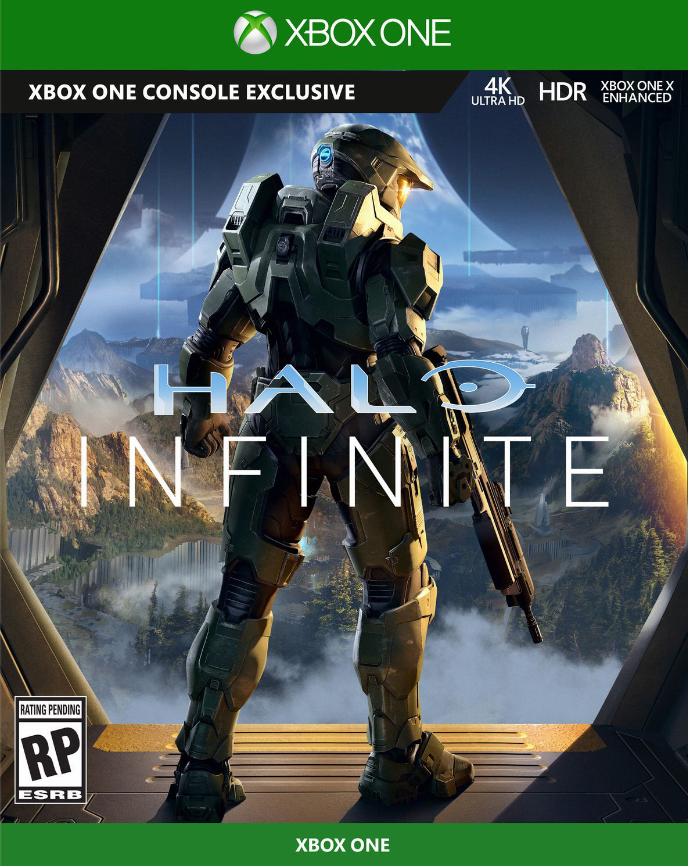 XBOX ONE
XBOX ONE CONSOLE EXCLUSIVE
4K
ULTRA HD
HDR
XBOX ONE X
ENHANCED
HALO
INFINITE
RATING PENDING
RP
ESRB
XBOX ONE